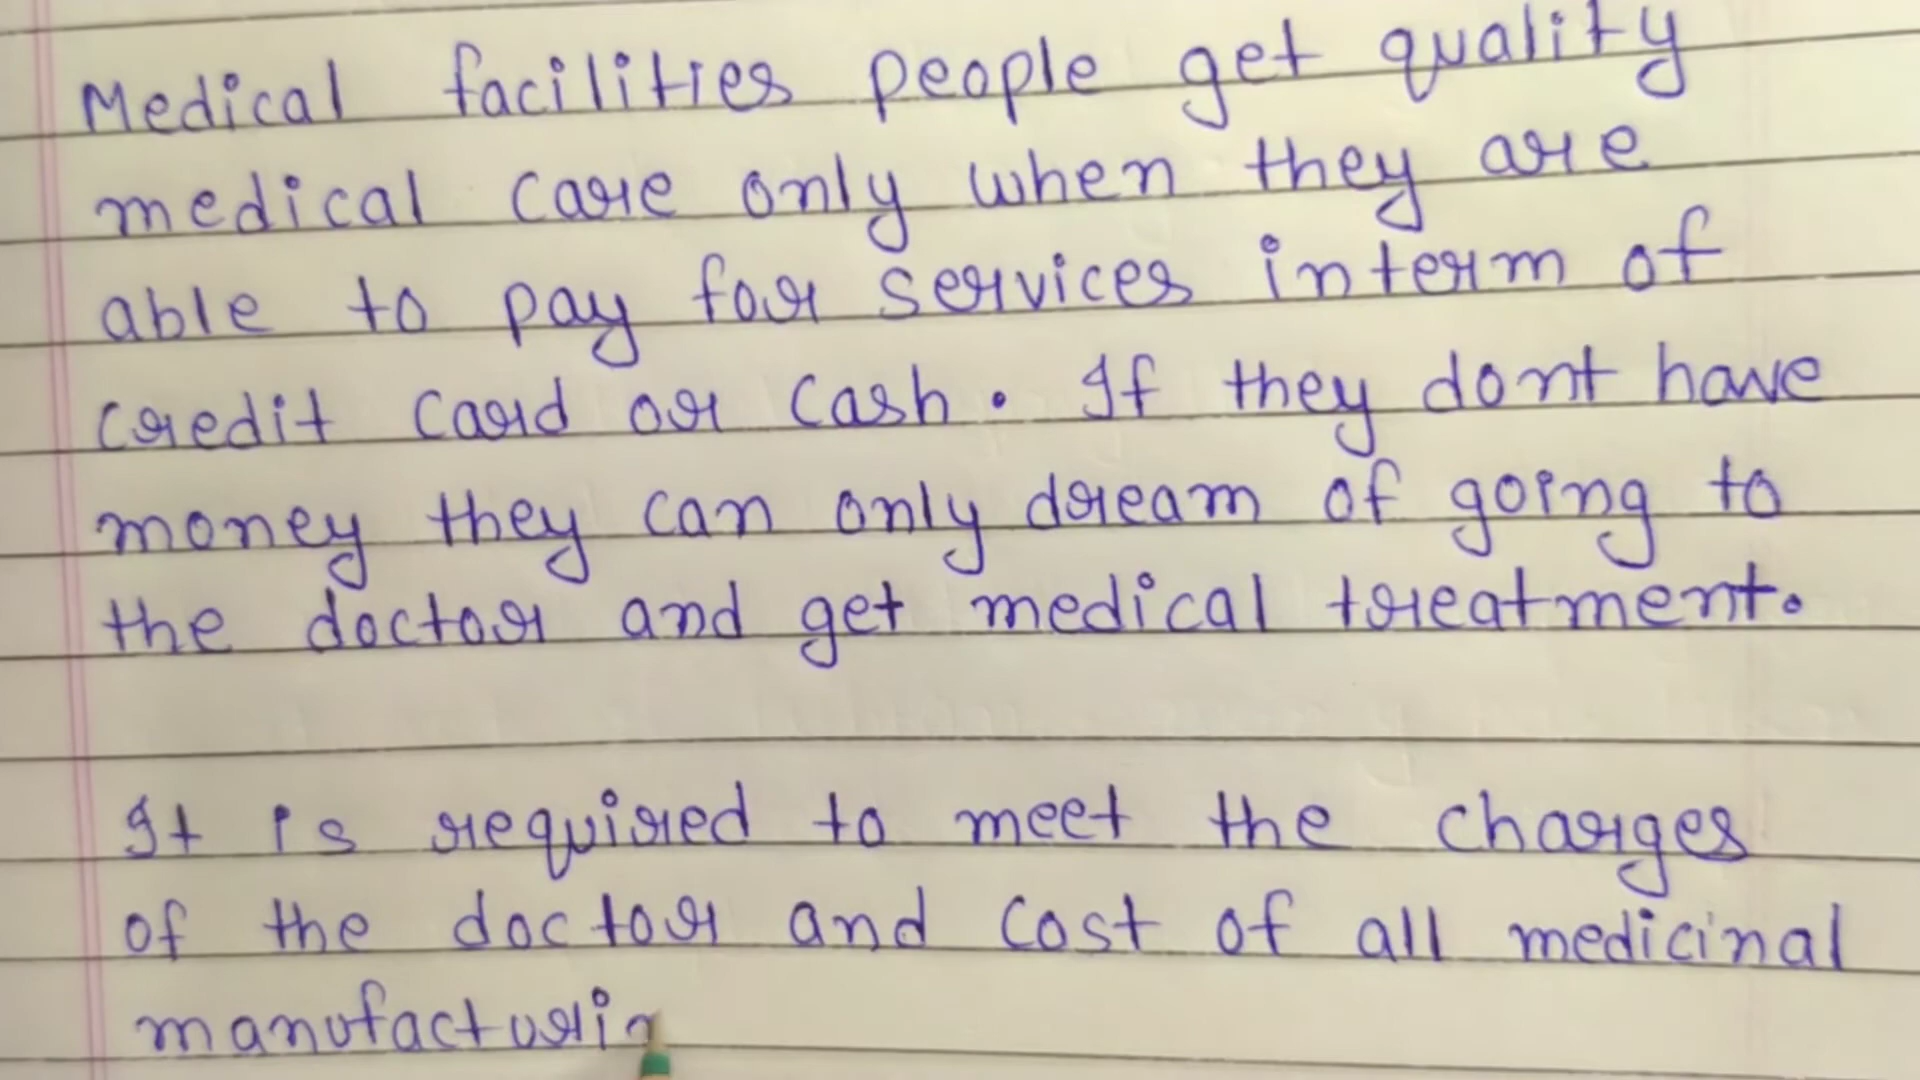 Medical facilities people get quality
medical care only when they are
able to pay for services interm of
credit card or cash. If they dont have
money they can only dream of going to
the doctor and get medical treatment.
It is required to meet the charges
of the doctor and cost of all medicinal
manufacturin